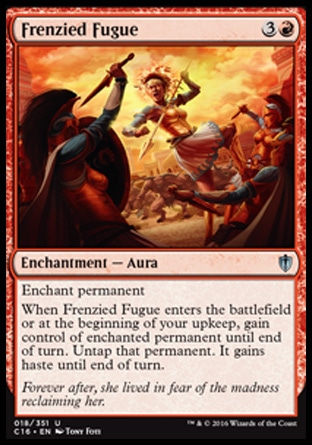 Frenzied Fugue 3
Enchantment — Aura
Enchant permanent
When Frenzied Fugue enters the battlefield
or at the beginning of your upkeep, gain
control of enchanted permanent until end
of turn. Untap that permanent. It gains
haste until end of turn.
Forever after, she lived in fear of the madness
reclaiming her.
018/351 U
C16 • EN Tony Foti
™ & © 2016 Wizards of the Coast